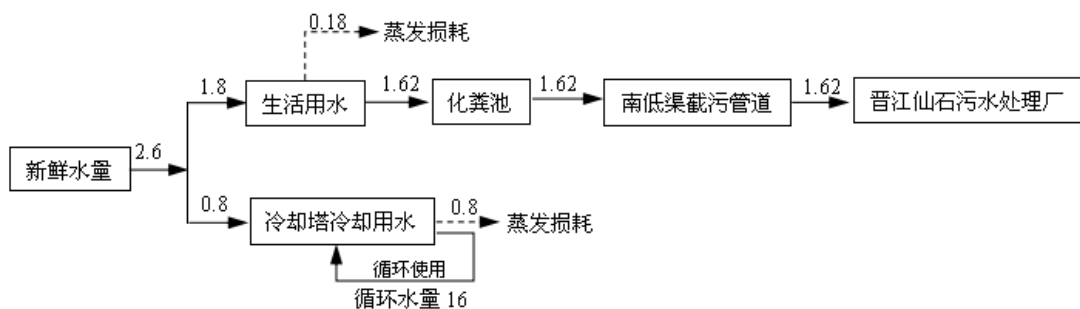 0.18
蒸发损耗
1.8
生活用水
1.62
化粪池
1.62
南低渠截污管道
1.62
晋江仙石污水处理厂
新鲜水量
2.6
0.8
冷却塔冷却用水
0.8
蒸发损耗
循环使用
循环水量 16